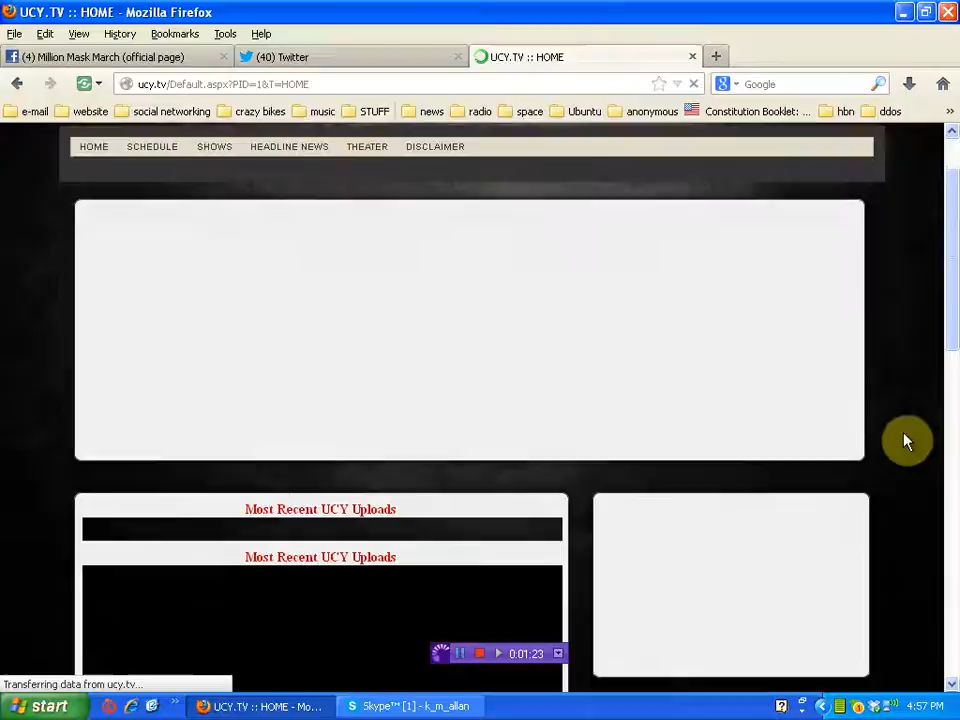 UCY.TV :: HOME - Mozilla Firefox
File Edit View History Bookmarks Tools Help
(4) Million Mask March (official page) (40) Twitter UCY.TV :: HOME
ucy.tv/Default.aspx?PID=1&T=HOME Google
e-mail website social networking crazy bikes music STUFF news radio space Ubuntu anonymous Constitution Booklet: ... hbn ddos
HOME SCHEDULE SHOWS HEADLINE NEWS THEATER DISCLAIMER
Most Recent UCY Uploads
Most Recent UCY Uploads
0:01:23
Transferring data from ucy.tv...
start UCY.TV :: HOME - Mo... Skype™ [1] - k_m_allan 4:57 PM